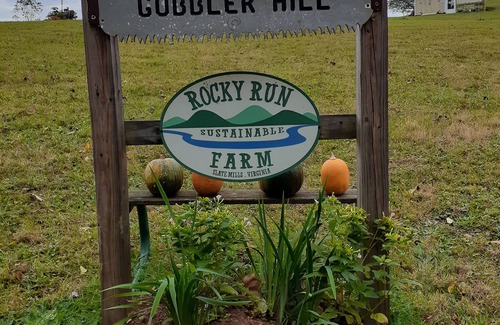 GOBBLER HILL
ROCKY RUN
SUSTAINABLE
FARM
SLATE MILLS, VIRGINIA